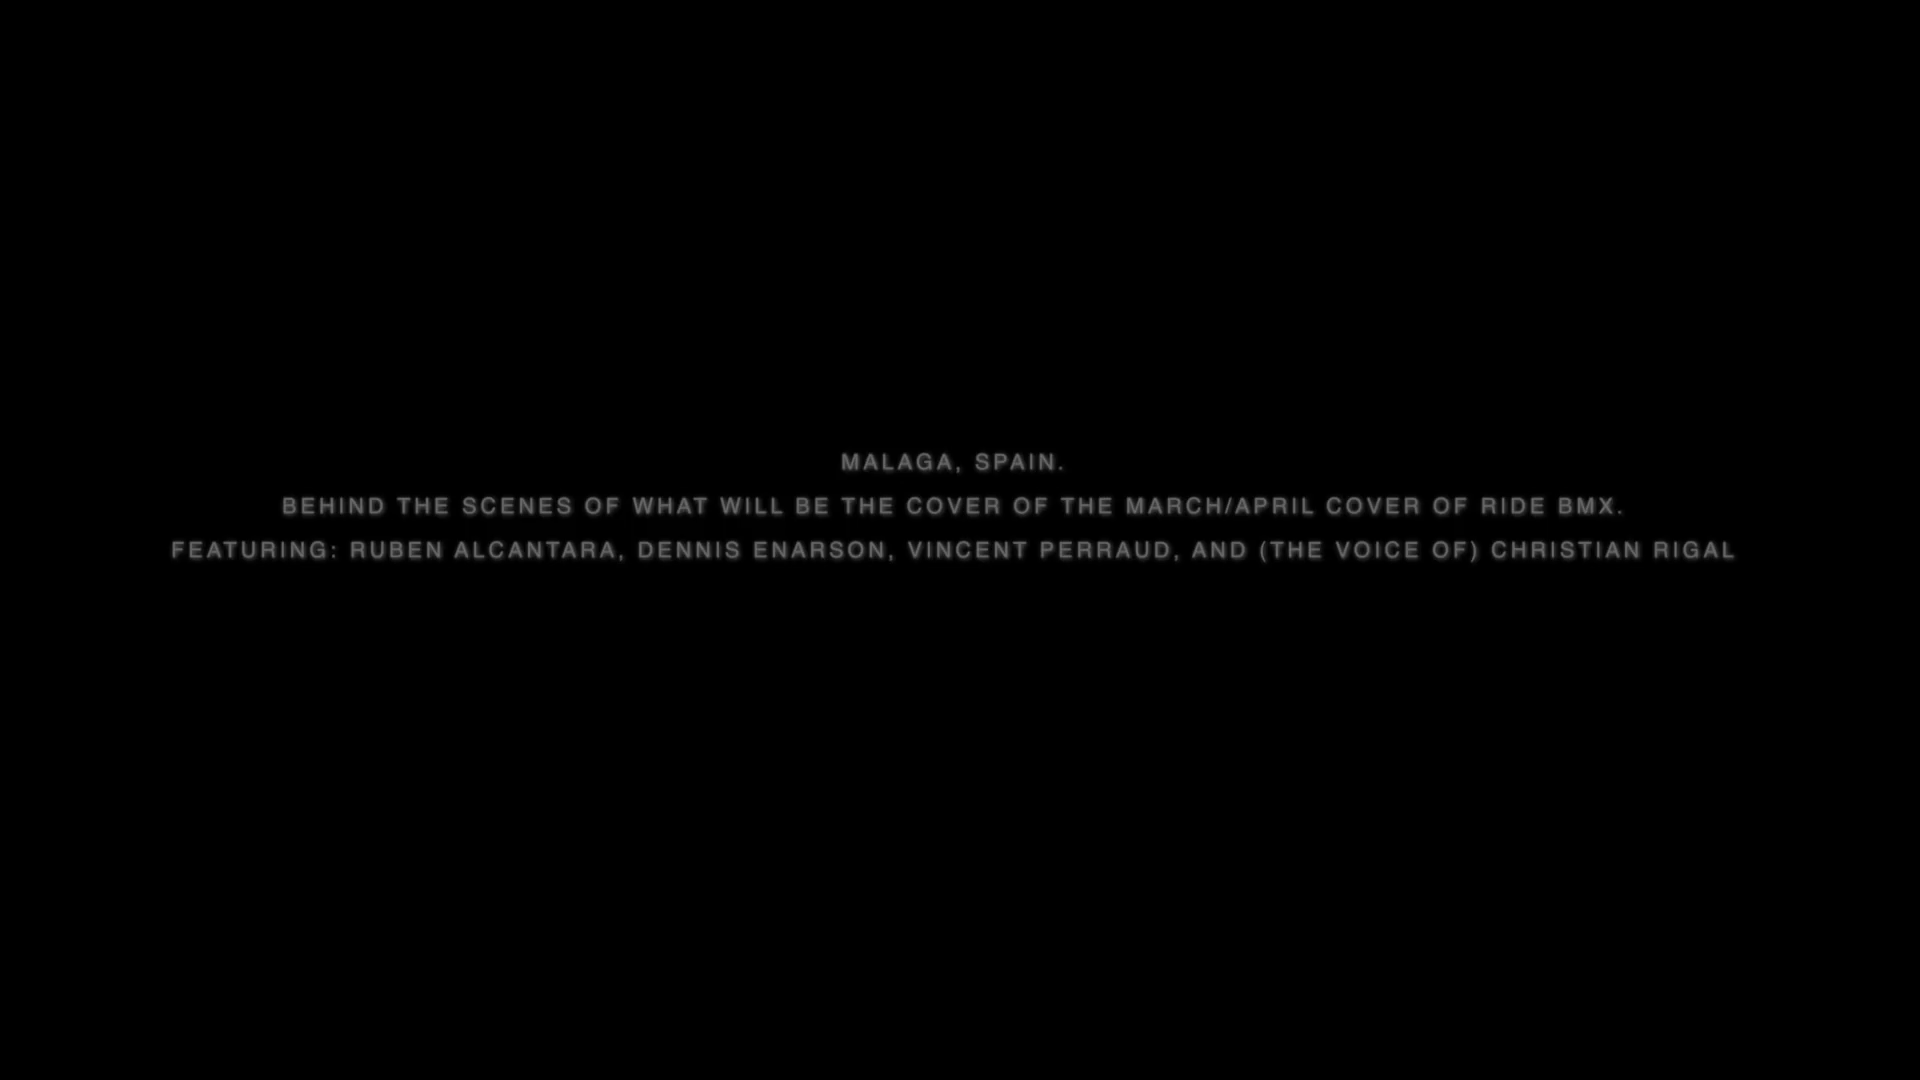 MALAGA, SPAIN.
BEHIND THE SCENES OF WHAT WILL BE THE COVER OF THE MARCH/APRIL COVER OF RIDE BMX.
FEATURING: RUBEN ALCANTARA, DENNIS ENARSON, VINCENT PERRAUD, AND (THE VOICE OF) CHRISTIAN RIGAL